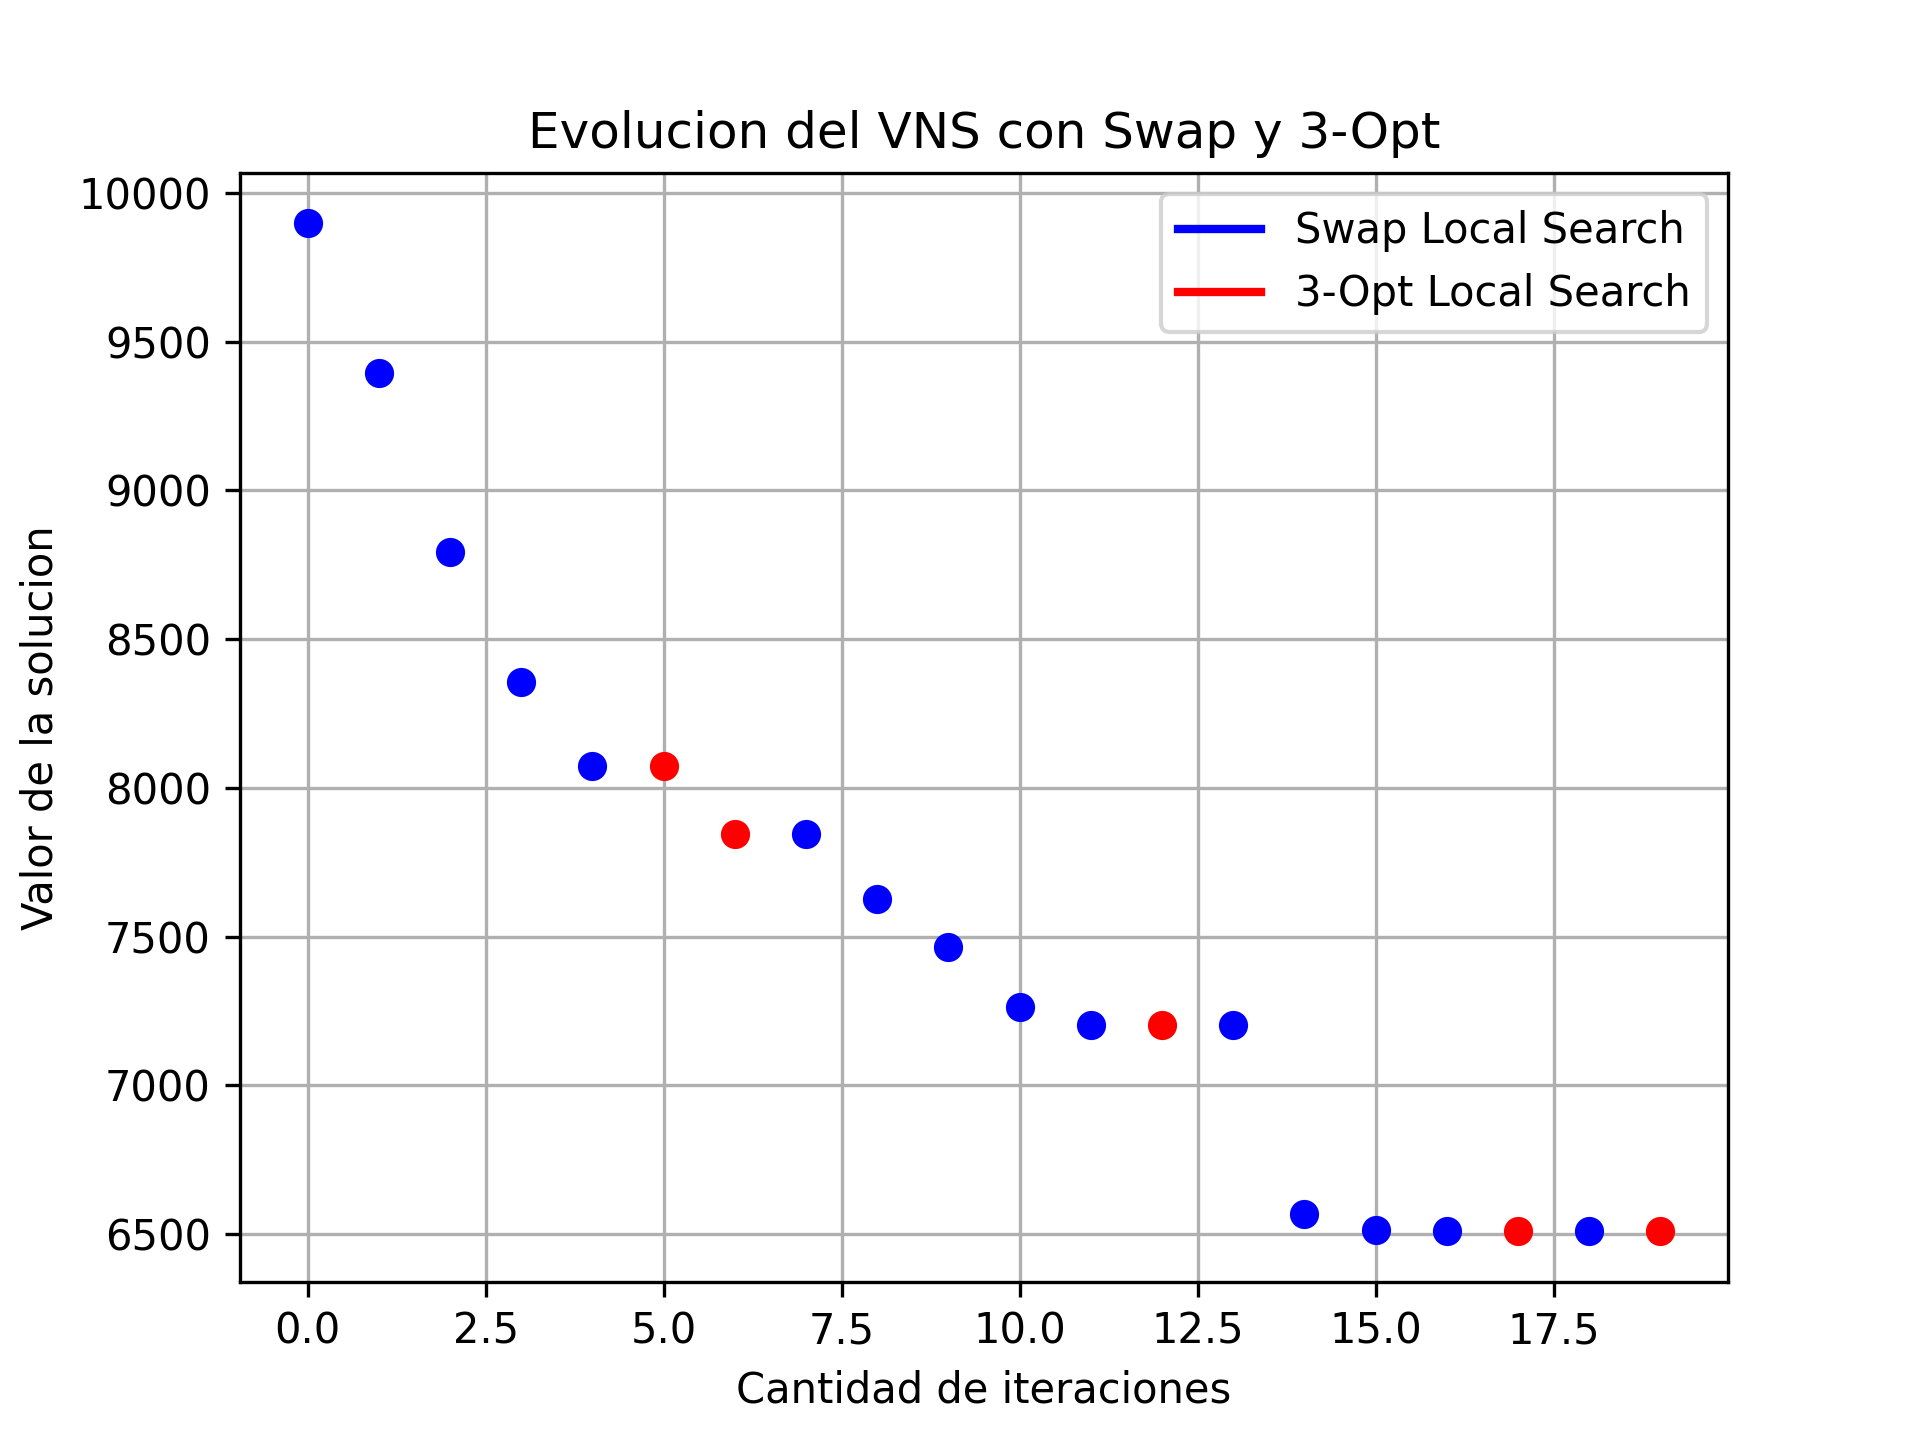 Evolucion del VNS con Swap y 3-Opt
Swap Local Search
3-Opt Local Search
Valor de la solucion
10000
9500
9000
8500
8000
7500
7000
6500
0.0 2.5 5.0 7.5 10.0 12.5 15.0 17.5
Cantidad de iteraciones